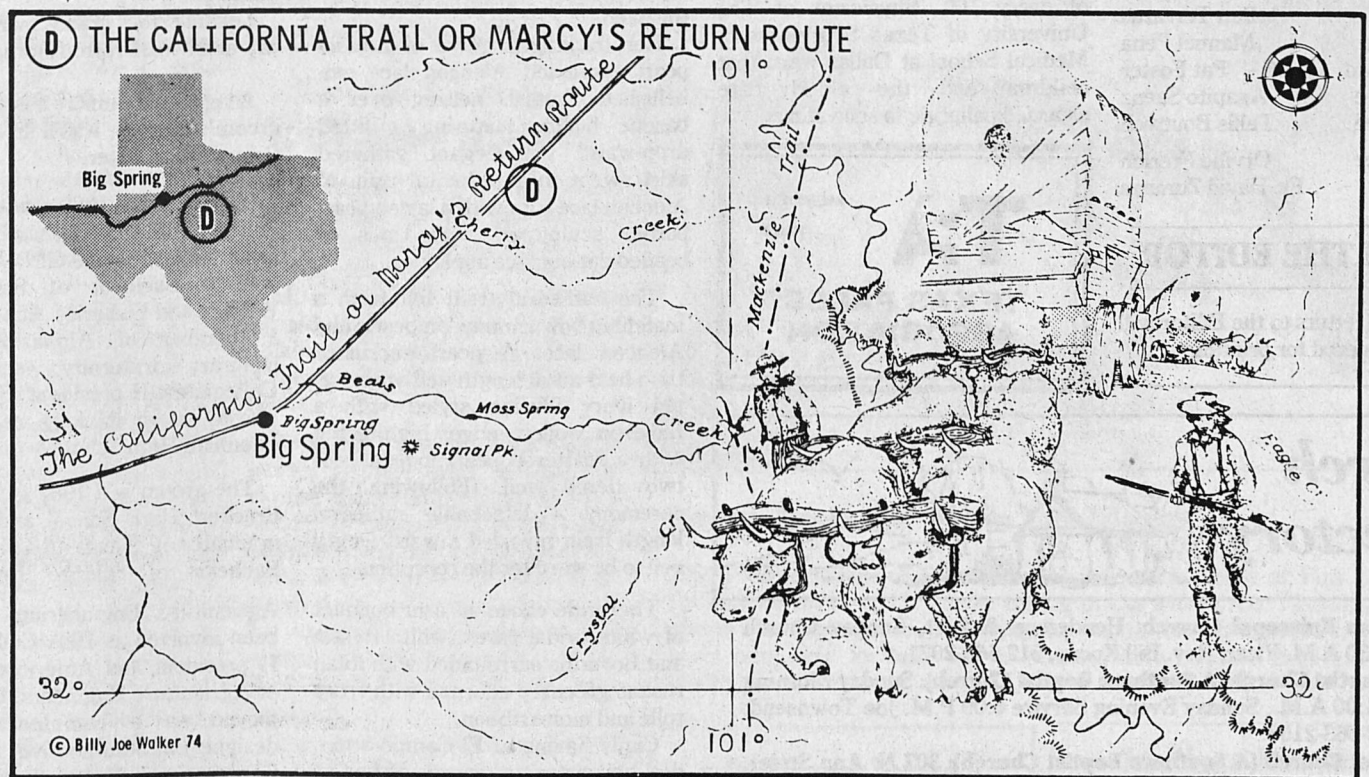 D THE CALIFORNIA TRAIL OR MARCY'S RETURN ROUTE
Big Spring
D
The California Trail or Marcy's Return Route
D
101°
Mackenzie Trail
Cherry Creek
Beals Creek
Moss Spring
Big Spring
Big Spring
Signal Pk.
Crystal Cr.
Eagle C.
32°
32°
101°
© Billy Joe Walker 74